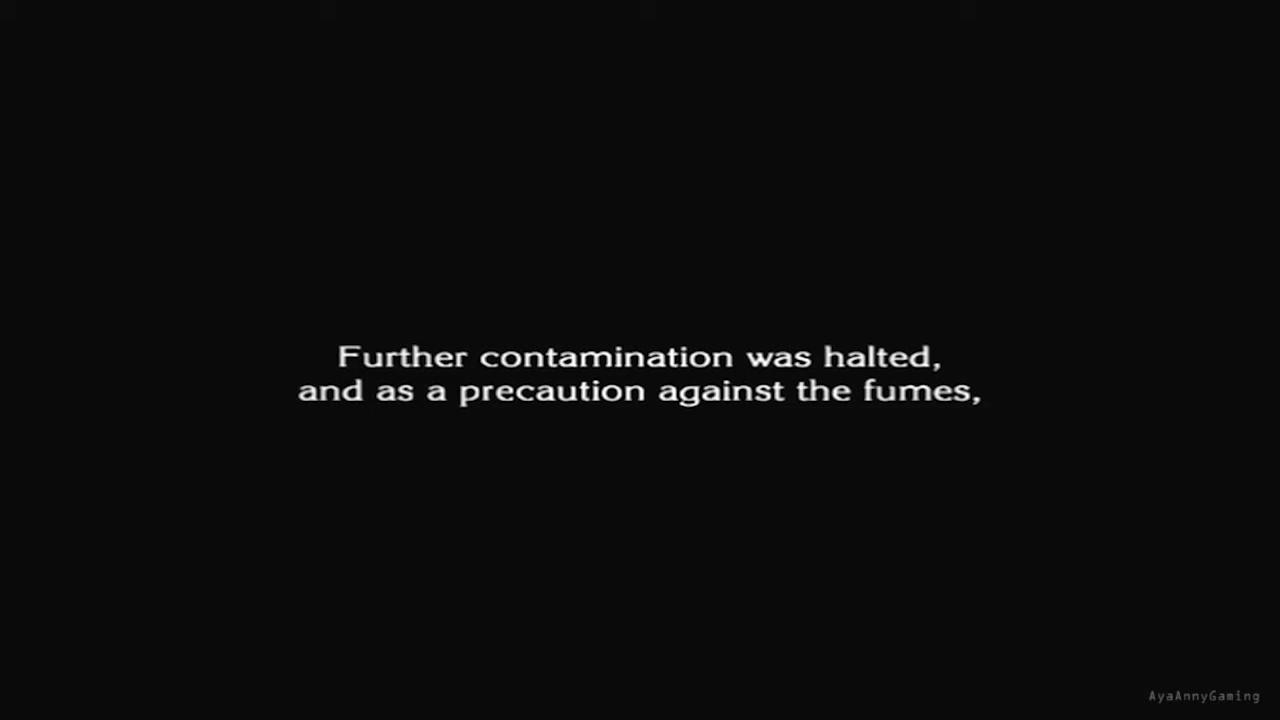 Further contamination was halted,
and as a precaution against the fumes,
AyaAnnyGaming